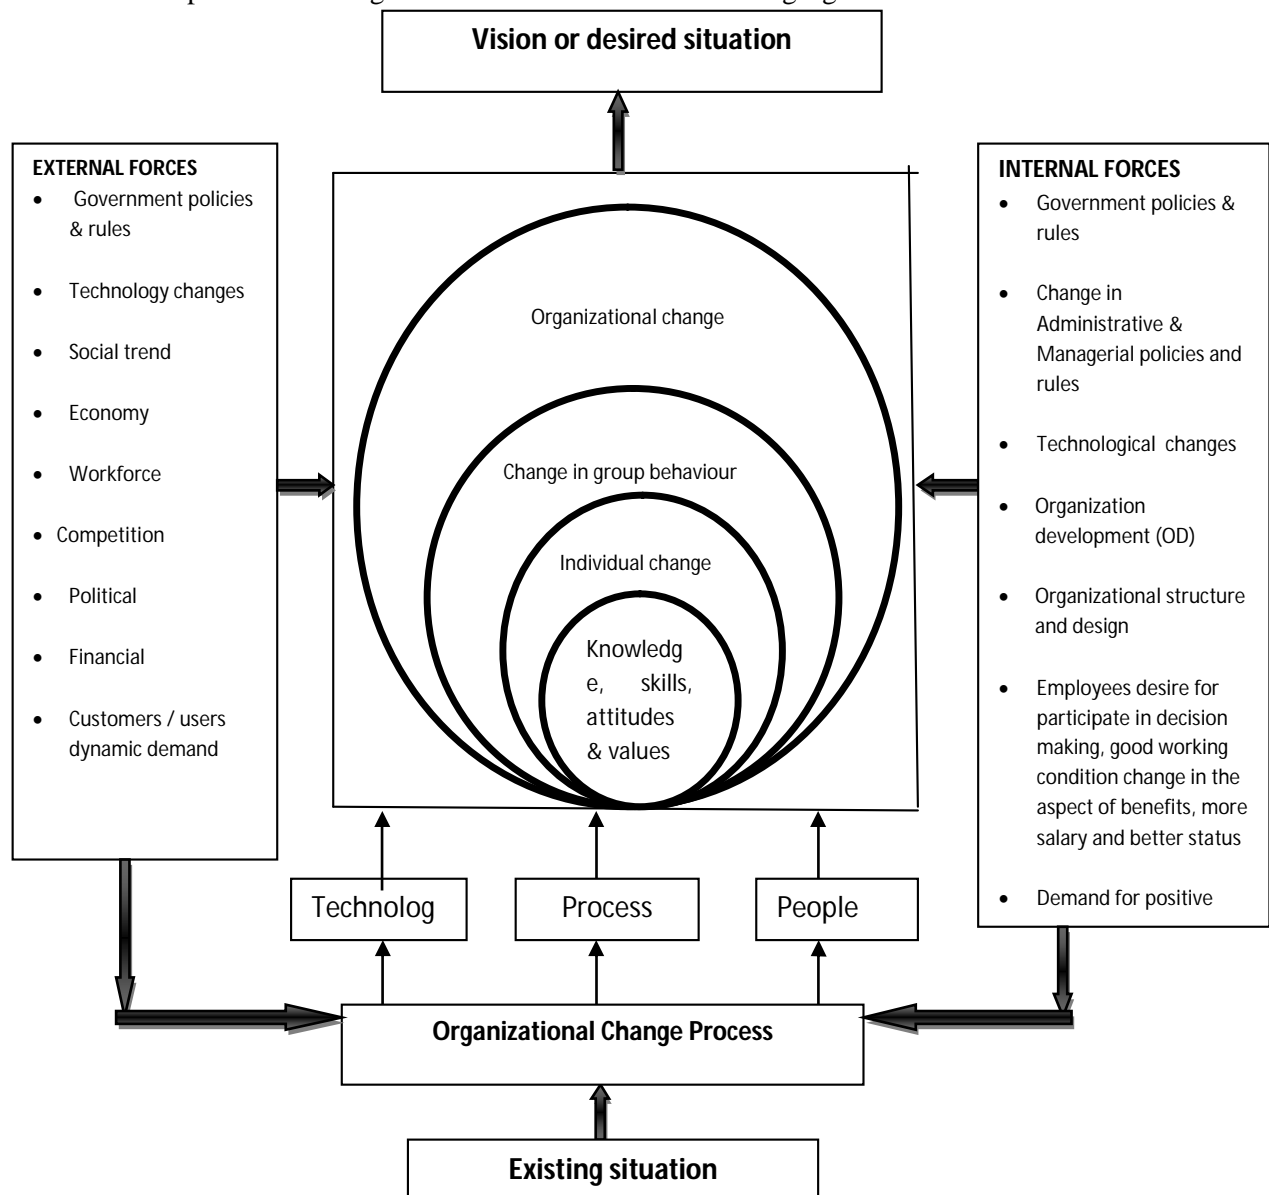 Vision or desired situation
EXTERNAL FORCES
• Government policies
& rules
• Technology changes
• Social trend
• Economy
• Workforce
• Competition
• Political
• Financial
• Customers / users
dynamic demand
Organizational change
Change in group behaviour
Individual change
Knowledg
e, skills,
attitudes
& values
INTERNAL FORCES
• Government policies &
rules
• Change in
Administrative &
Managerial policies and
rules
• Technological changes
• Organization
development (OD)
• Organizational structure
and design
• Employees desire for
participate in decision
making, good working
condition change in the
aspect of benefits, more
salary and better status
• Demand for positive
Technolog
Process
People
Organizational Change Process
Existing situation